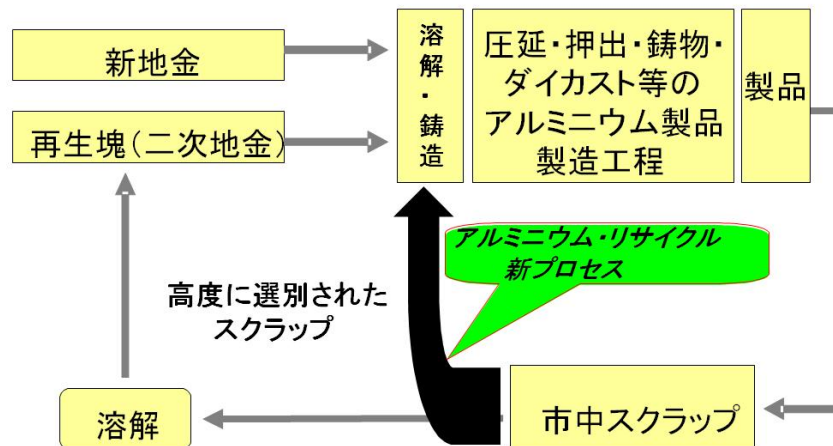 新地金
再生塊(二次地金)
溶解・鋳造
圧延・押出・鋳物・
ダイカスト等の
アルミニウム製品
製造工程
製品
アルミニウム・リサイクル
新プロセス
高度に選別された
スクラップ
溶解
市中スクラップ